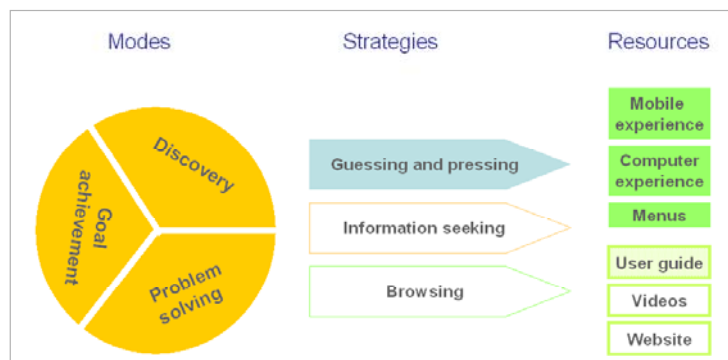 Modes
Strategies
Resources
Discovery
Goal
achievement
Problem
solving
Guessing and pressing
Information seeking
Browsing
Mobile
experience
Computer
experience
Menus
User guide
Videos
Website